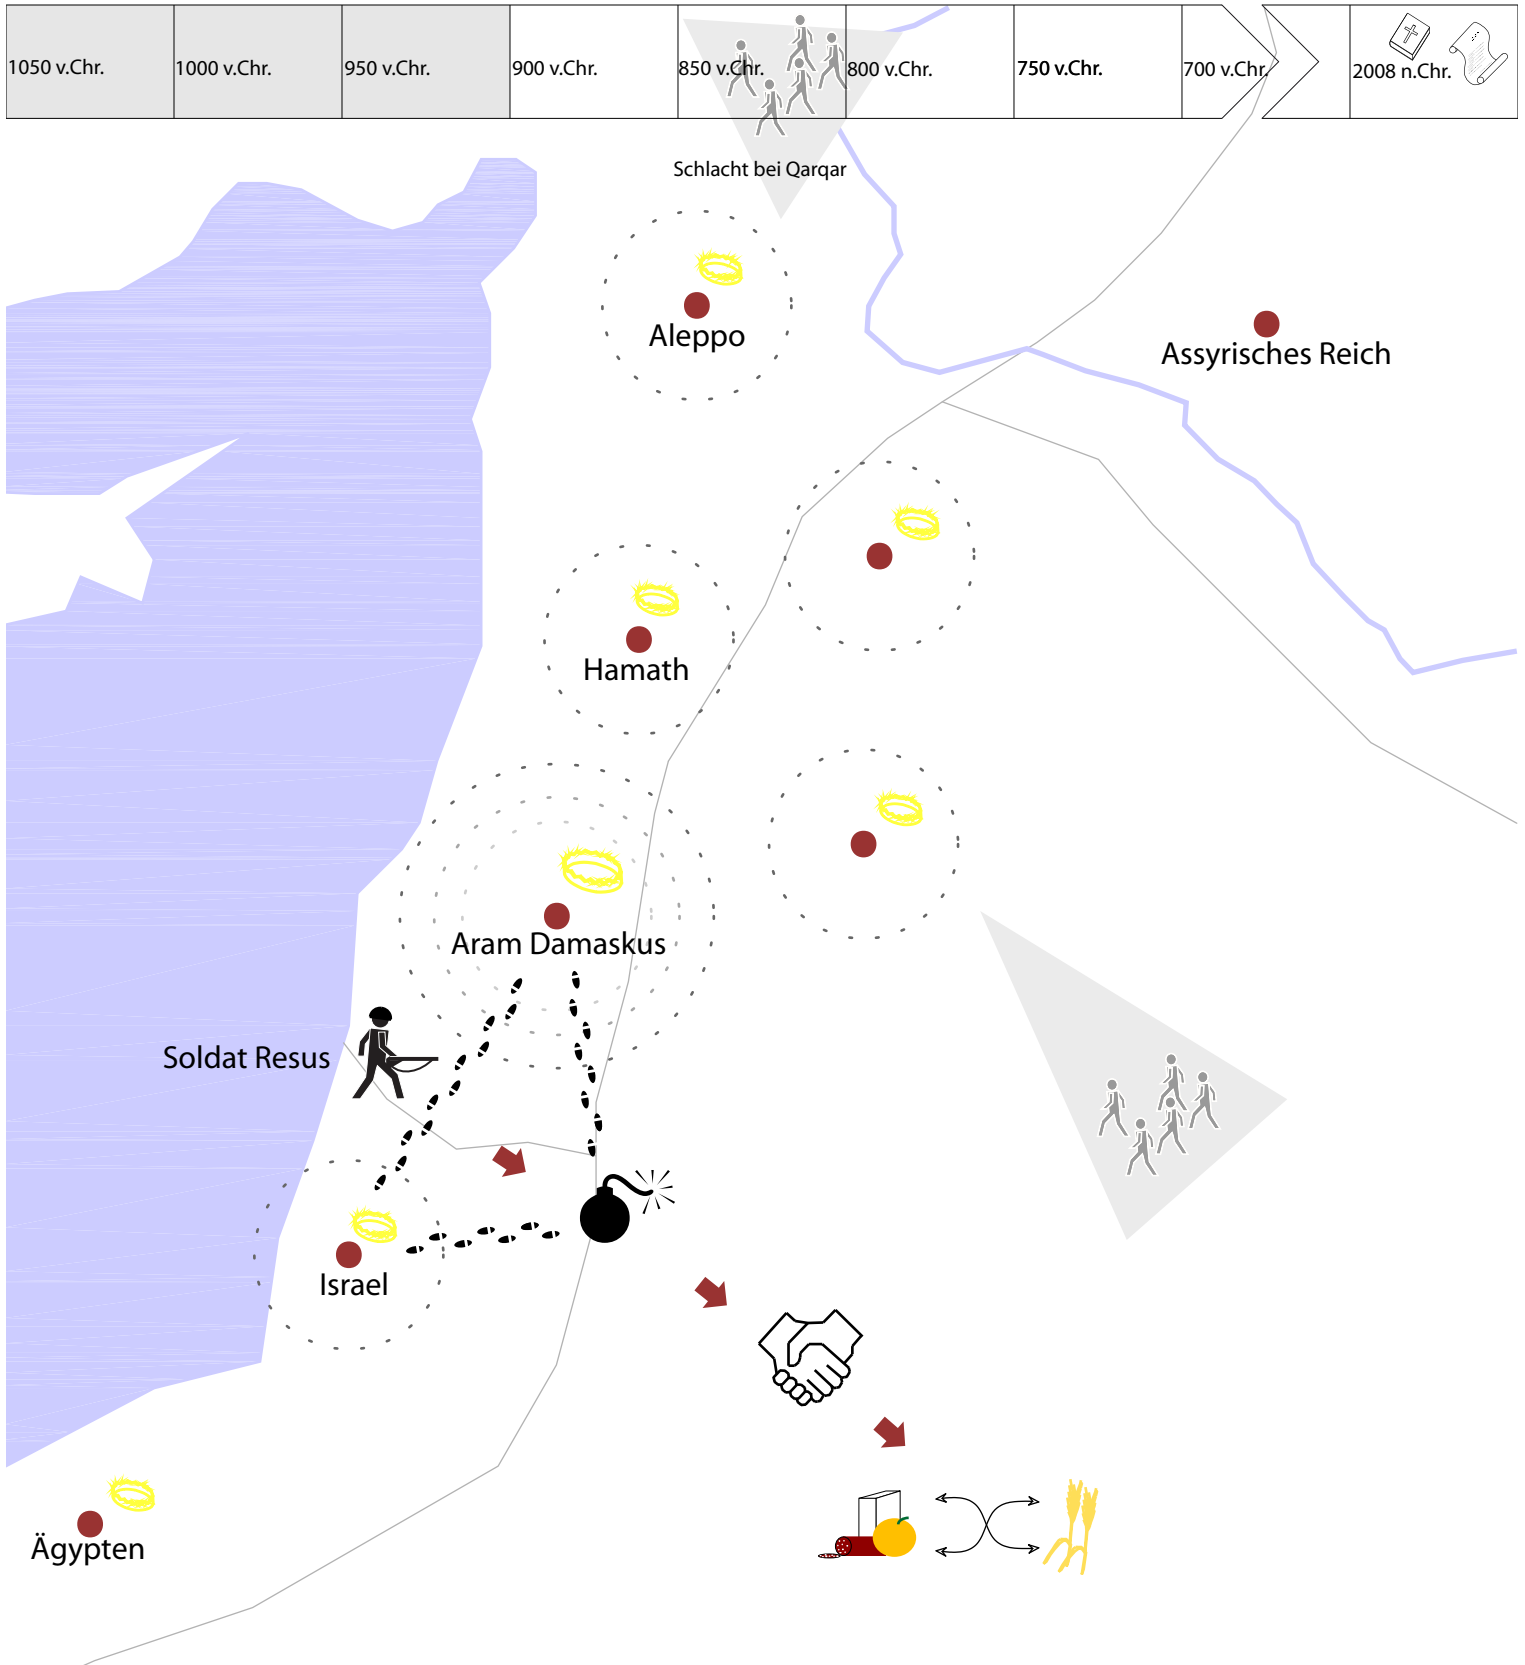 1050 v.Chr.
1000 v.Chr.
950 v.Chr.
900 v.Chr.
850 v.Chr.
800 v.Chr.
750 v.Chr.
700 v.Chr.
2008 n.Chr.
Schlacht bei Qarqar
Aleppo
Assyrisches Reich
Hamath
Aram Damaskus
Soldat Resus
Israel
Ägypten